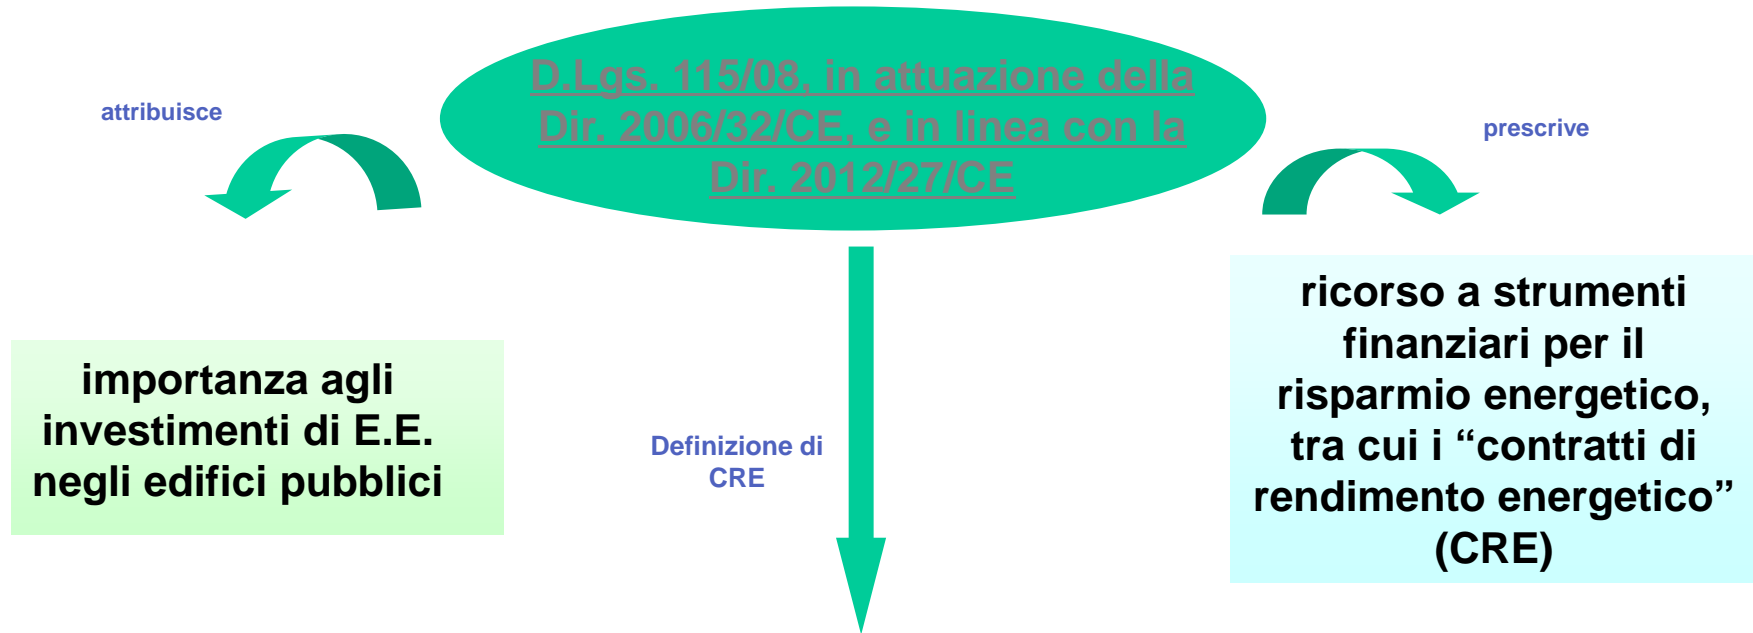 D.Lgs. 115/08, in attuazione della
Dir. 2006/32/CE, e in linea con la
Dir. 2012/27/CE
attribuisce
prescrive
importanza agli
investimenti di E.E.
negli edifici pubblici
Definizione di
CRE
ricorso a strumenti
finanziari per il
risparmio energetico,
tra cui i “contratti di
rendimento energetico”
(CRE)